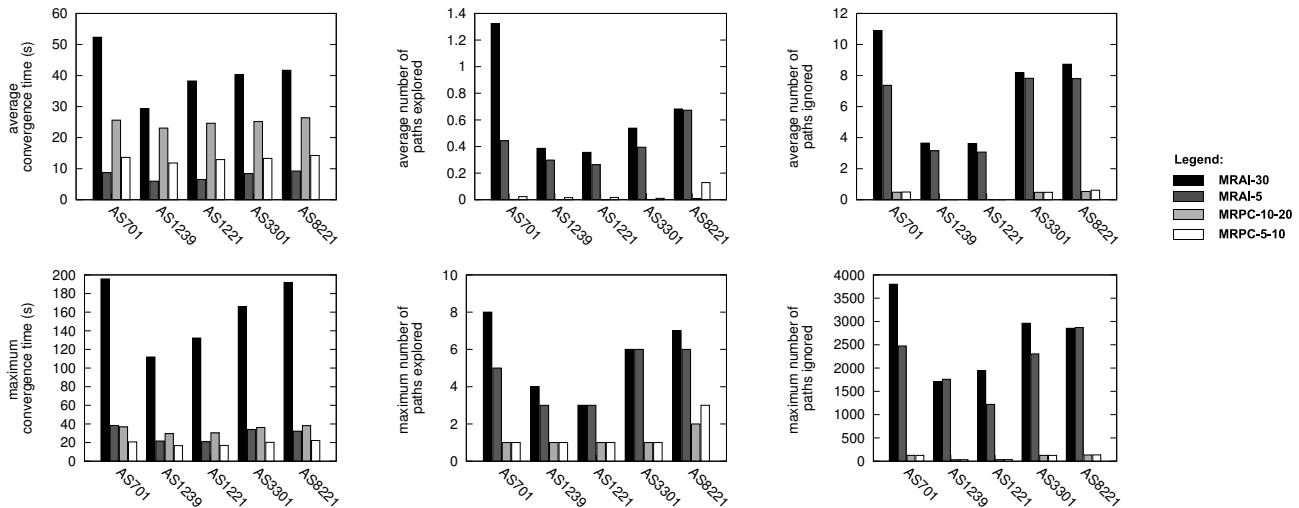 average
convergence time (s)
60
50
40
30
20
10
0
AS701
AS1239
AS1221
AS3301
AS8221
average number of
paths explored
1.4
1.2
1
0.8
0.6
0.4
0.2
0
AS701
AS1239
AS1221
AS3301
AS8221
average number of
paths ignored
12
10
8
6
4
2
0
AS701
AS1239
AS1221
AS3301
AS8221
Legend:
MRAI-30
MRAI-5
MRPC-10-20
MRPC-5-10
maximum
convergence time (s)
200
180
160
140
120
100
80
60
40
20
0
AS701
AS1239
AS1221
AS3301
AS8221
maximum number of
paths explored
10
8
6
4
2
0
AS701
AS1239
AS1221
AS3301
AS8221
maximum number of
paths ignored
4000
3500
3000
2500
2000
1500
1000
500
0
AS701
AS1239
AS1221
AS3301
AS8221